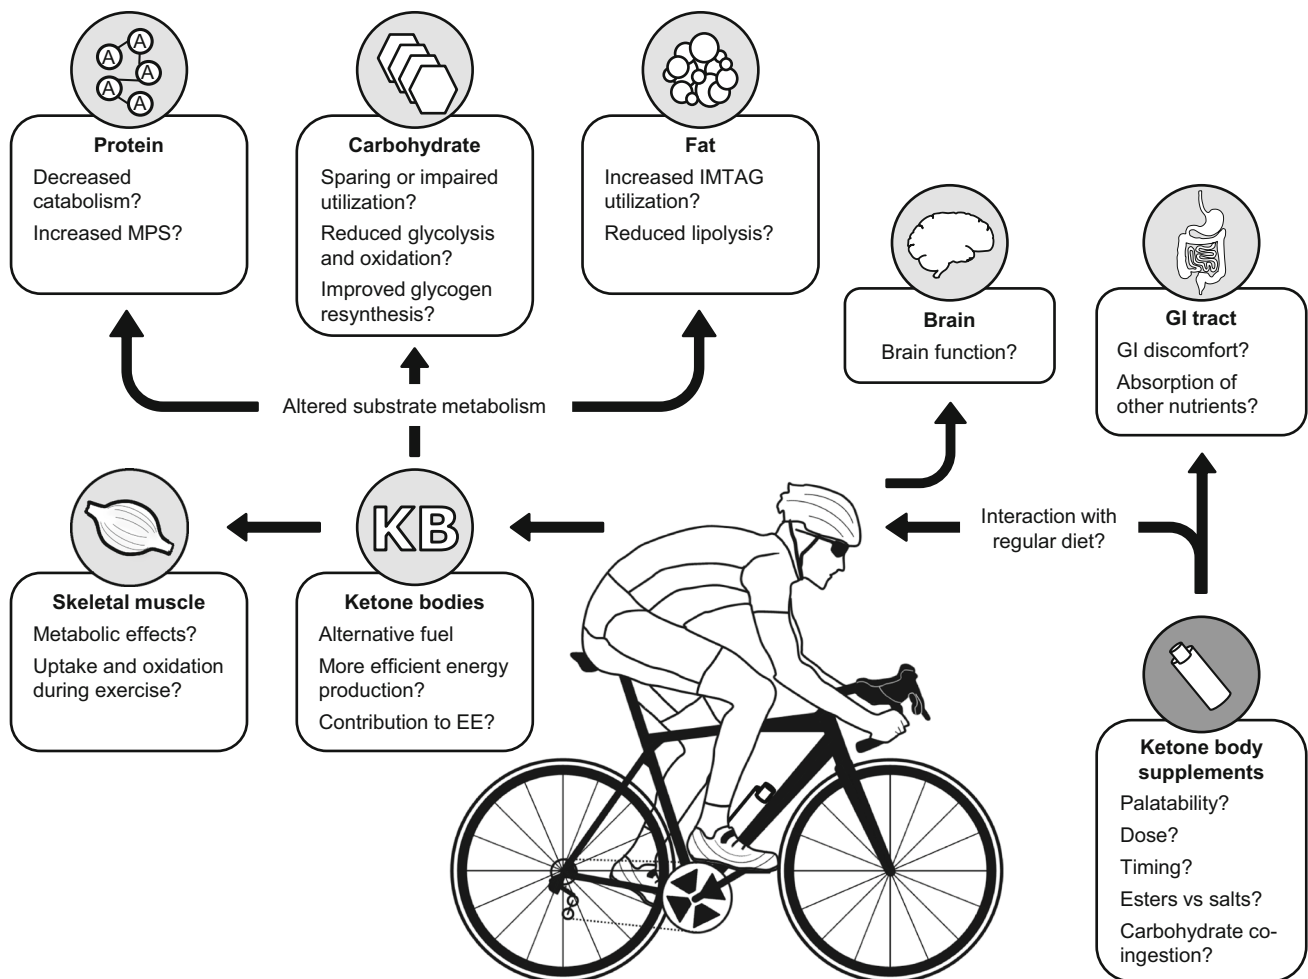 A
A
A
A
A
Protein
Decreased
catabolism?
Increased MPS?
Carbohydrate
Sparing or impaired
utilization?
Reduced glycolysis
and oxidation?
Improved glycogen
resynthesis?
Fat
Increased IMTAG
utilization?
Reduced lipolysis?
Brain
Brain function?
GI tract
GI discomfort?
Absorption of
other nutrients?
Altered substrate metabolism
Interaction with
regular diet?
Skeletal muscle
Metabolic effects?
Uptake and oxidation
during exercise?
KB
Ketone bodies
Alternative fuel
More efficient energy
production?
Contribution to EE?
Ketone body
supplements
Palatability?
Dose?
Timing?
Esters vs salts?
Carbohydrate co-
ingestion?